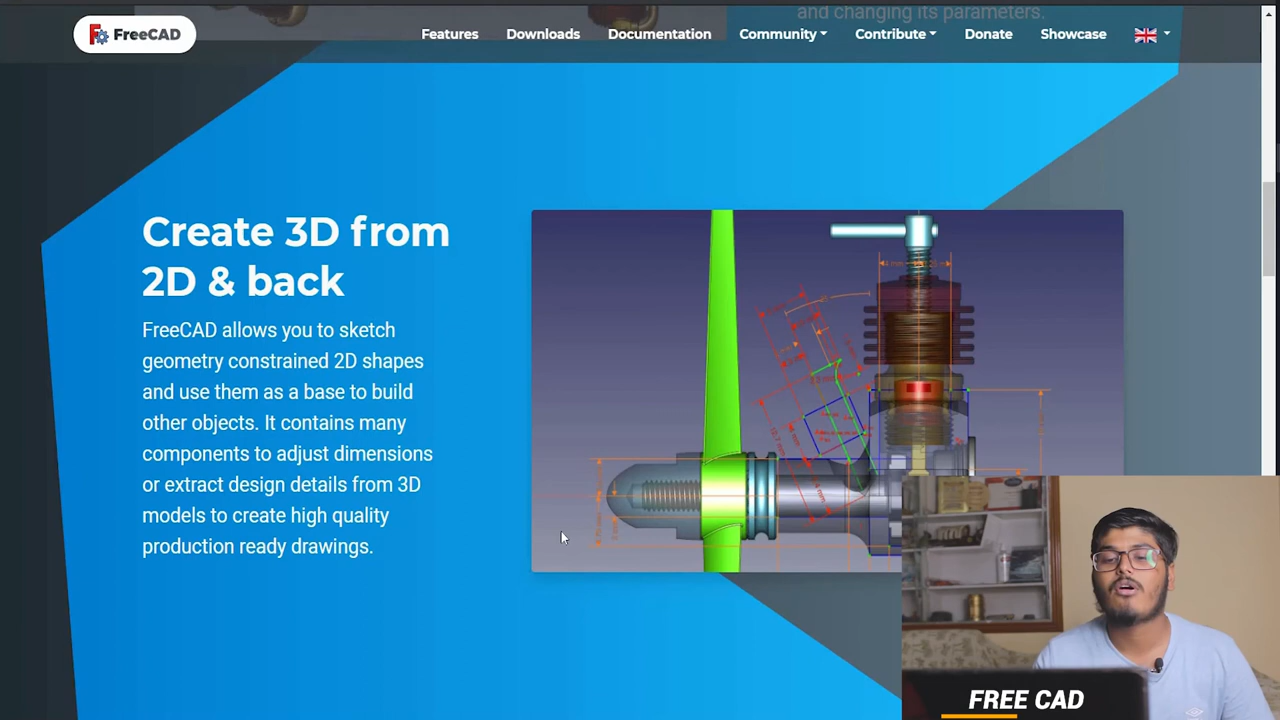 and changing its parameters.
FreeCAD
Features
Downloads
Documentation
Community
Contribute
Donate
Showcase
Create 3D from
2D & back
FreeCAD allows you to sketch
geometry constrained 2D shapes
and use them as a base to build
other objects. It contains many
components to adjust dimensions
or extract design details from 3D
models to create high quality
production ready drawings.
FREE CAD